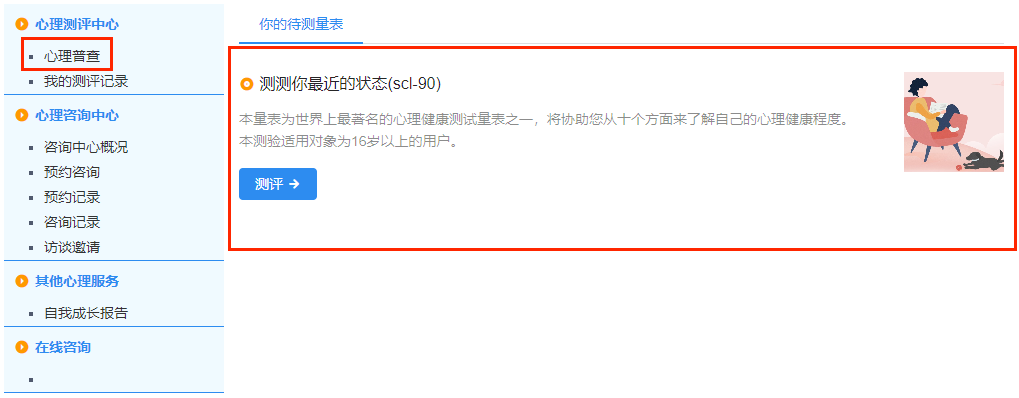 心理测评中心
心理普查
我的测评记录
心理咨询中心
咨询中心概况
预约咨询
预约记录
咨询记录
访谈邀请
其他心理服务
自我成长报告
在线咨询
你的待测量表
测测你最近的状态(scl-90)
本量表为世界上最著名的心理健康测试量表之一，将协助您从十个方面来了解自己的心理健康程度。
本测验适用对象为16岁以上的用户。
测评 →